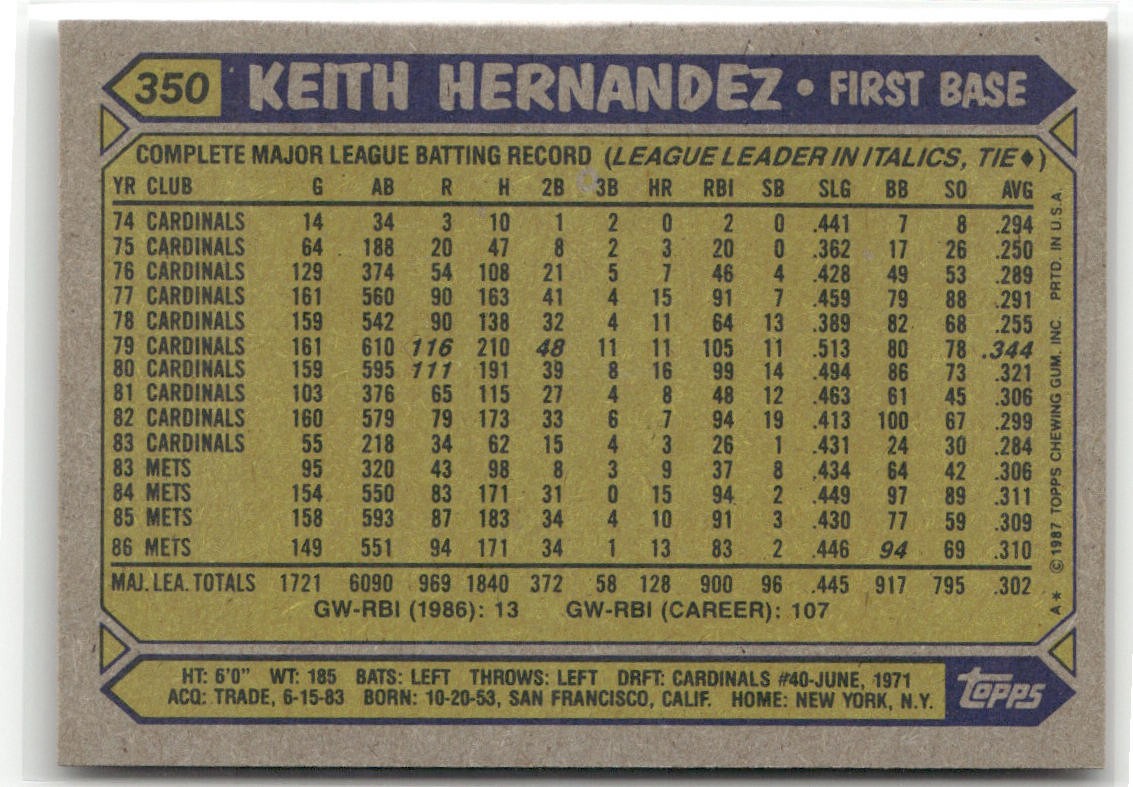 350 KEITH HERNANDEZ • FIRST BASE
COMPLETE MAJOR LEAGUE BATTING RECORD (LEAGUE LEADER IN ITALICS, TIE♦)
YR CLUB G AB R H 2B 3B HR RBI SB SLG BB SO AVG
74 CARDINALS 14 34 3 10 1 2 0 2 0 .441 7 8 .294
75 CARDINALS 64 188 20 47 8 2 3 20 0 .362 17 26 .250
76 CARDINALS 129 374 54 108 21 5 7 46 4 .428 49 53 .289
77 CARDINALS 161 560 90 163 41 4 15 91 7 .459 79 88 .291
78 CARDINALS 159 542 90 138 32 4 11 64 13 .389 82 68 .255
79 CARDINALS 161 610 116 210 48 11 11 105 11 .513 80 78 .344
80 CARDINALS 159 595 111 191 39 8 16 99 14 .494 86 73 .321
81 CARDINALS 103 376 65 115 27 4 8 48 12 .463 61 45 .306
82 CARDINALS 160 579 79 173 33 6 7 94 19 .413 100 67 .299
83 CARDINALS 55 218 34 62 15 4 3 26 1 .431 24 30 .284
83 METS 95 320 43 98 8 3 9 37 8 .434 64 42 .306
84 METS 154 550 83 171 31 0 15 94 2 .449 97 89 .311
85 METS 158 593 87 183 34 4 10 91 3 .430 77 59 .309
86 METS 149 551 94 171 34 1 13 83 2 .446 94 69 .310
MAJ. LEA. TOTALS 1721 6090 969 1840 372 58 128 900 96 .445 917 795 .302
GW-RBI (1986): 13 GW-RBI (CAREER): 107
A* © 1987 TOPPS CHEWING GUM, INC. PRTD. IN U.S.A.
HT: 6'0" WT: 185 BATS: LEFT THROWS: LEFT DRFT: CARDINALS #40-JUNE, 1971
ACQ: TRADE, 6-15-83 BORN: 10-20-53, SAN FRANCISCO, CALIF. HOME: NEW YORK, N.Y.
TOPPS